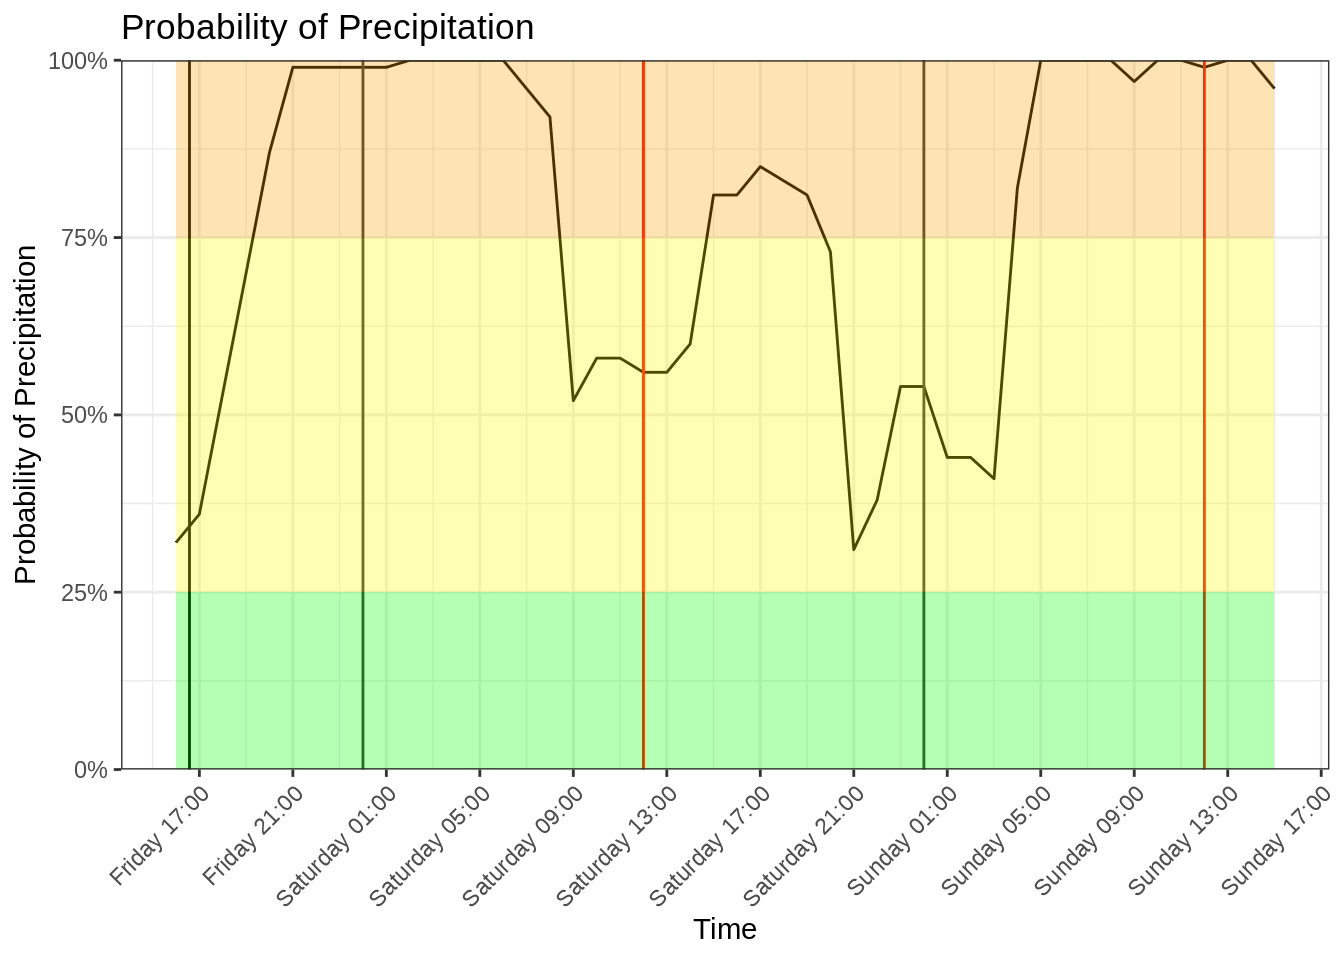 Probability of Precipitation
100%
75%
50%
25%
0%
Probability of Precipitation
Friday 17:00
Friday 21:00
Saturday 01:00
Saturday 05:00
Saturday 09:00
Saturday 13:00
Saturday 17:00
Saturday 21:00
Sunday 01:00
Sunday 05:00
Sunday 09:00
Sunday 13:00
Sunday 17:00
Time